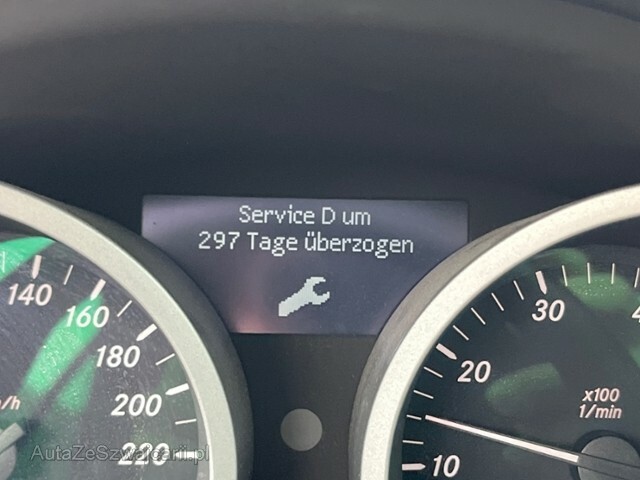 Service D um
297 Tage überzogen
140
160
180
200
220
30
20
10
x100
1/min
AutaZeSzwajcarii.pl